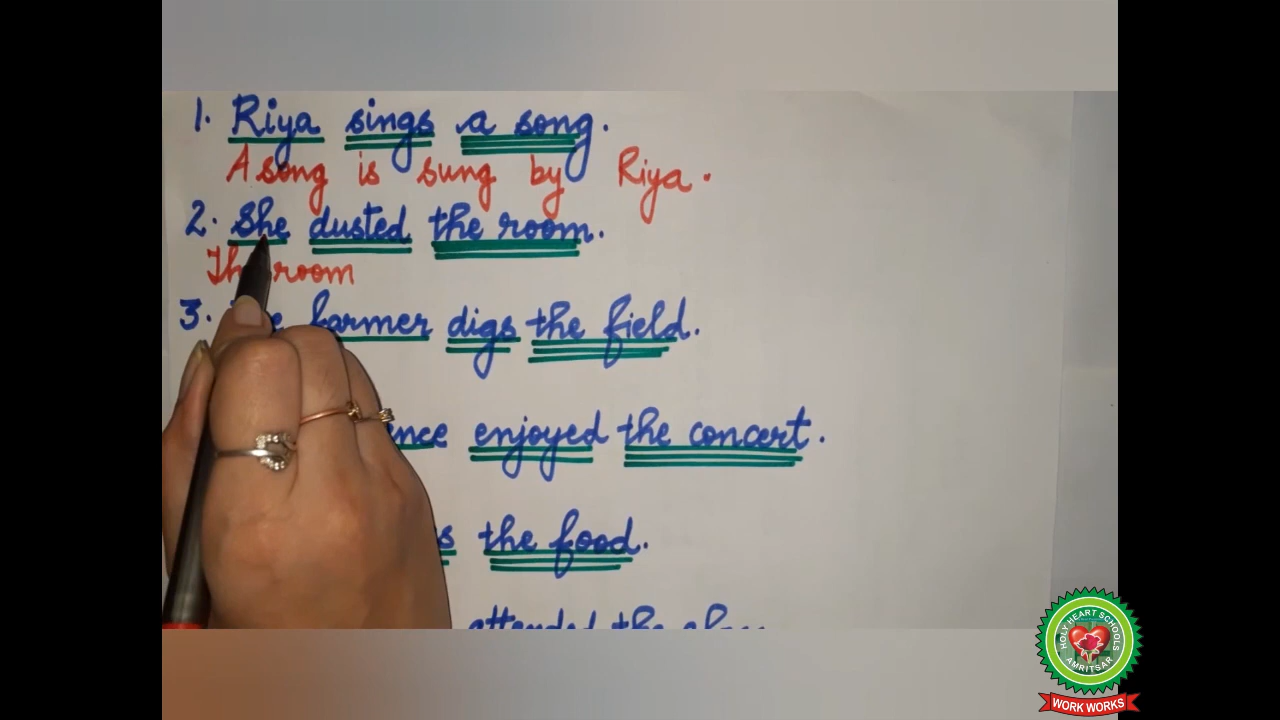 1. Riya sings a song.
A song is sung by Riya.
2. She dusted the room.
room
3. farmer digs the field.
enjoyed the concert.
the food.
attended the
HOLY HEART SCHOOLS
AMRITSAR
WORK WORKS